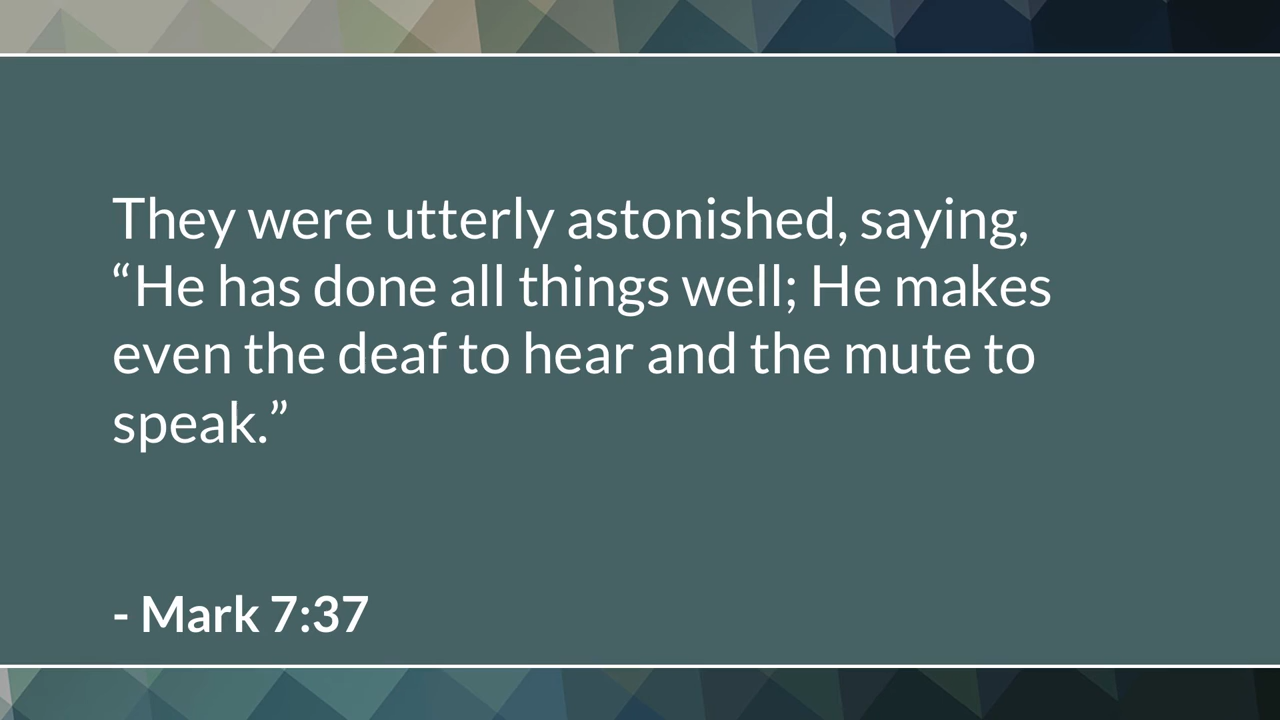 They were utterly astonished, saying,
“He has done all things well; He makes
even the deaf to hear and the mute to
speak.”
- Mark 7:37